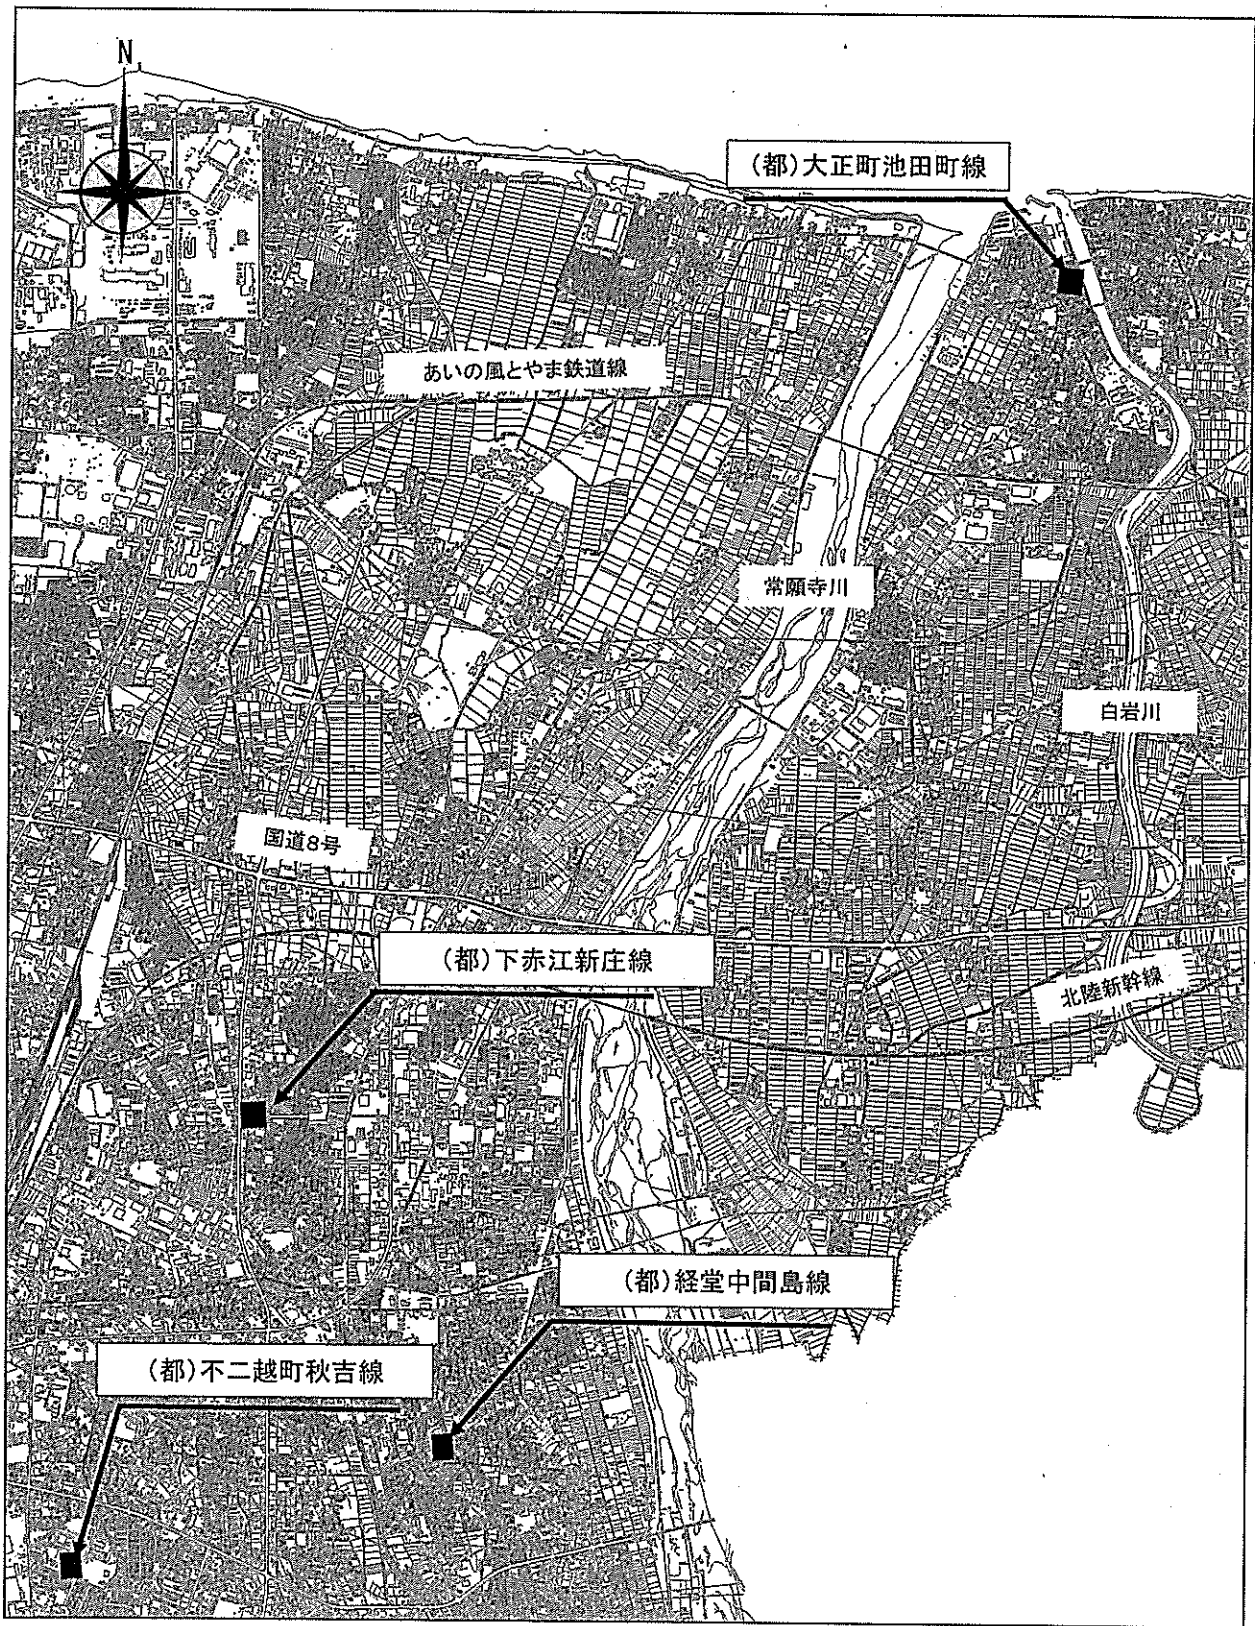 N
(都)大正町池田町線
あいの風とやま鉄道線
常願寺川
白岩川
国道8号
(都)下赤江新庄線
北陸新幹線
(都)経堂中間島線
(都)不二越町秋吉線